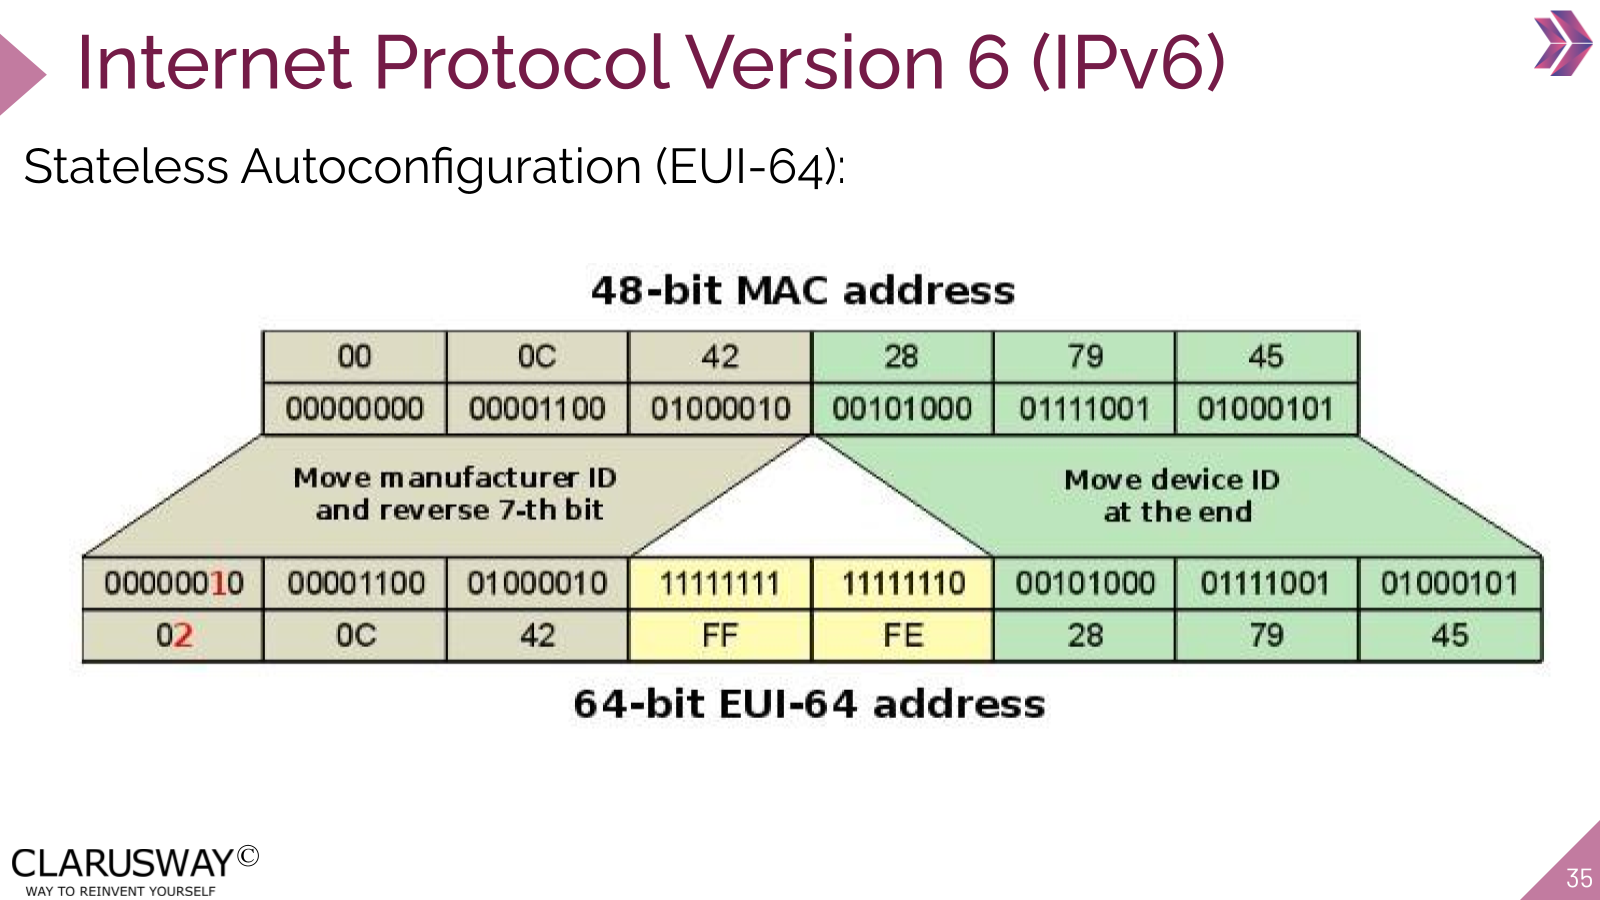 Internet Protocol Version 6 (IPv6)
Stateless Autoconfiguration (EUI-64):
48-bit MAC address
00 0C 42 28 79 45
00000000 00001100 01000010 00101000 01111001 01000101
Move manufacturer ID
and reverse 7-th bit
Move device ID
at the end
00000010 00001100 01000010 11111111 11111110 00101000 01111001 01000101
02 0C 42 FF FE 28 79 45
64-bit EUI-64 address
CLARUSWAY©
WAY TO REINVENT YOURSELF
35